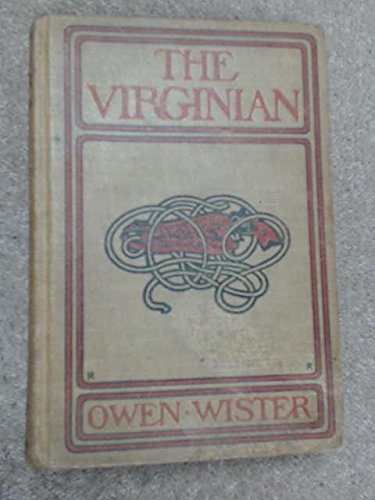 THE
VIRGINIAN
R R
OWEN · WISTER